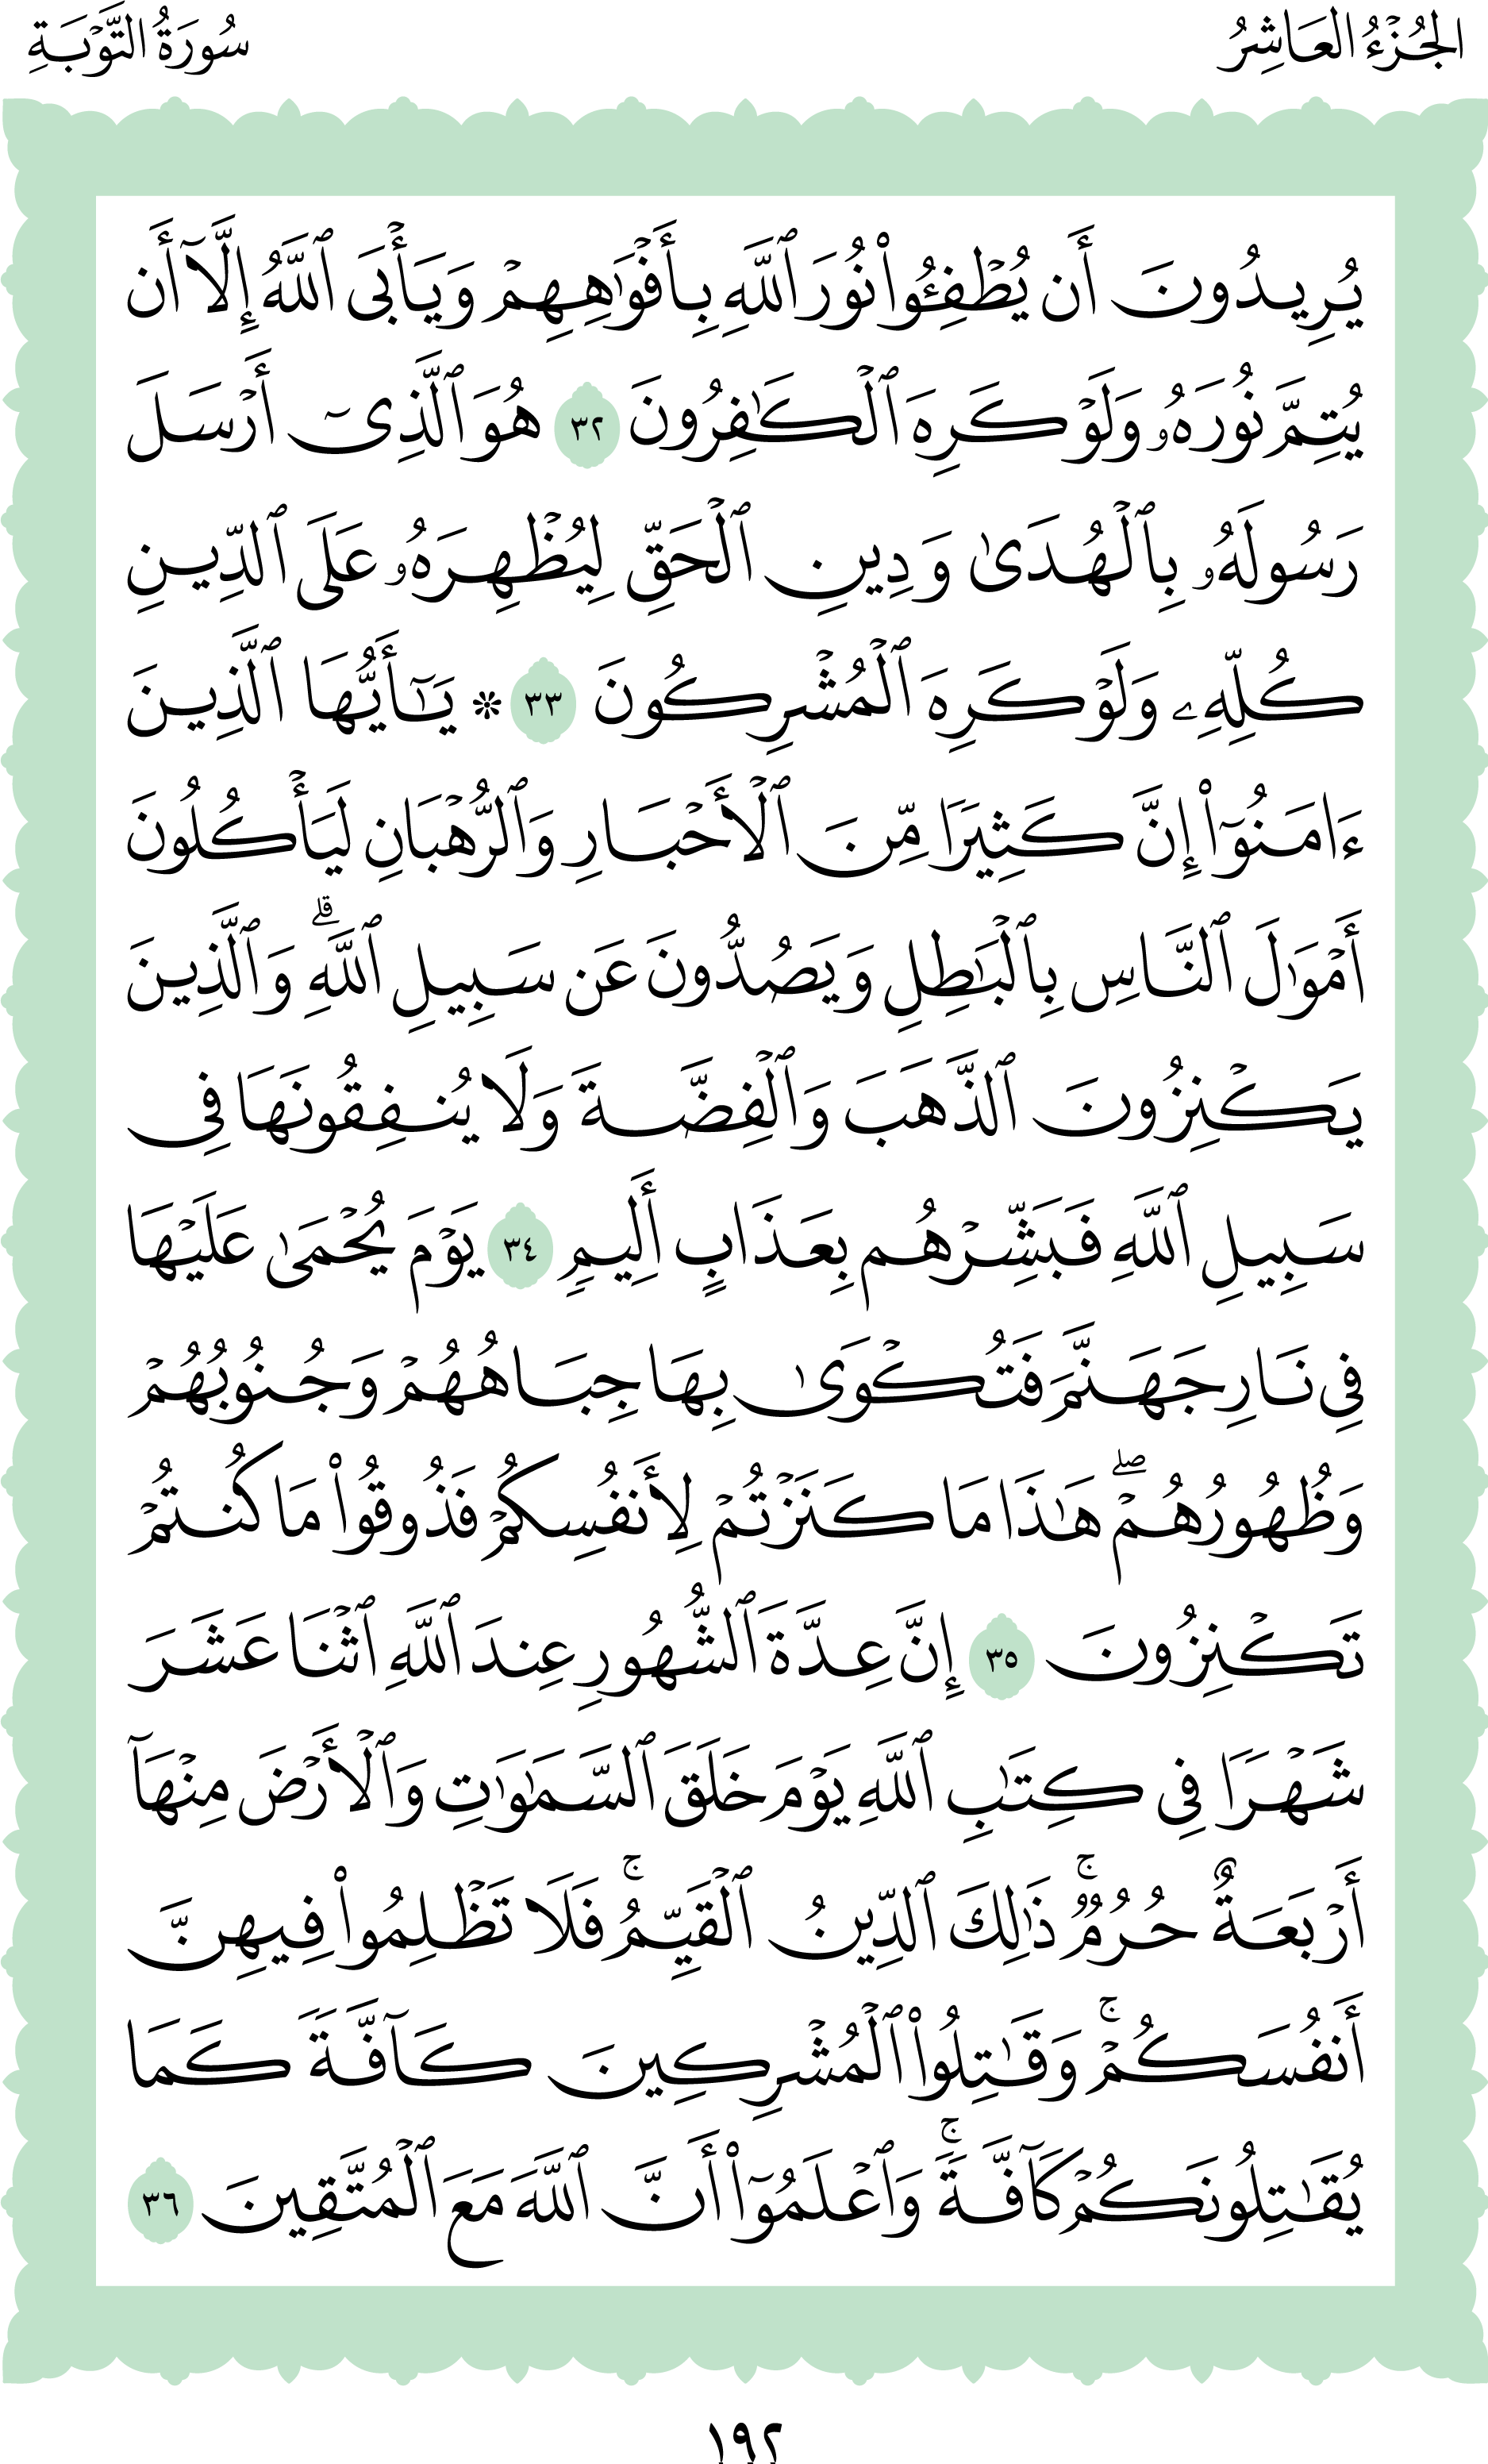 الجُزْءُ العَاشِرُ
سُورَةُ التَّوْبَةِ
يُرِيدُونَ أَن يُطْفِـُٔوا۟ نُورَ ٱللَّهِ بِأَفْوَٰهِهِمْ وَيَأْبَى ٱللَّهُ إِلَّآ أَن
يُتِمَّ نُورَهُۥ وَلَوْ كَرِهَ ٱلْكَٰفِرُونَ ٣٢ هُوَ ٱلَّذِىٓ أَرْسَلَ
رَسُولَهُۥ بِٱلْهُدَىٰ وَدِينِ ٱلْحَقِّ لِيُظْهِرَهُۥ عَلَى ٱلدِّينِ
كُلِّهِۦ وَلَوْ كَرِهَ ٱلْمُشْرِكُونَ ٣٣ * يَٰٓأَيُّهَا ٱلَّذِينَ
ءَامَنُوٓا۟ إِنَّ كَثِيرًا مِّنَ ٱلْأَحْبَارِ وَٱلرُّهْبَانِ لَيَأْكُلُونَ
أَمْوَٰلَ ٱلنَّاسِ بِٱلْبَٰطِلِ وَيَصُدُّونَ عَن سَبِيلِ ٱللَّهِ ۗ وَٱلَّذِينَ
يَكْنِزُونَ ٱلذَّهَبَ وَٱلْفِضَّةَ وَلَا يُنفِقُونَهَا فِى
سَبِيلِ ٱللَّهِ فَبَشِّرْهُم بِعَذَابٍ أَلِيمٍ ٣٤ يَوْمَ يُحْمَىٰ عَلَيْهَا
فِى نَارِ جَهَنَّمَ فَتُكْوَىٰ بِهَا جِبَاهُهُمْ وَجُنُوبُهُمْ
وَظُهُورُهُمْ ۖ هَٰذَا مَا كَنَزْتُمْ لِأَنفُسِكُمْ فَذُوقُوا۟ مَا كُنتُمْ
تَكْنِزُونَ ٣٥ إِنَّ عِدَّةَ ٱلشُّهُورِ عِندَ ٱللَّهِ ٱثْنَا عَشَرَ
شَهْرًا فِى كِتَٰبِ ٱللَّهِ يَوْمَ خَلَقَ ٱلسَّمَٰوَٰتِ وَٱلْأَرْضَ مِنْهَآ
أَرْبَعَةٌ حُرُمٌ ۚ ذَٰلِكَ ٱلدِّينُ ٱلْقَيِّمُ ۚ فَلَا تَظْلِمُوا۟ فِيهِنَّ
أَنفُسَكُمْ ۚ وَقَٰتِلُوا۟ ٱلْمُشْرِكِينَ كَآفَّةً كَمَا
يُقَٰتِلُونَكُمْ كَآفَّةً ۚ وَٱعْلَمُوٓا۟ أَنَّ ٱللَّهَ مَعَ ٱلْمُتَّقِينَ ٣٦
١٩٢